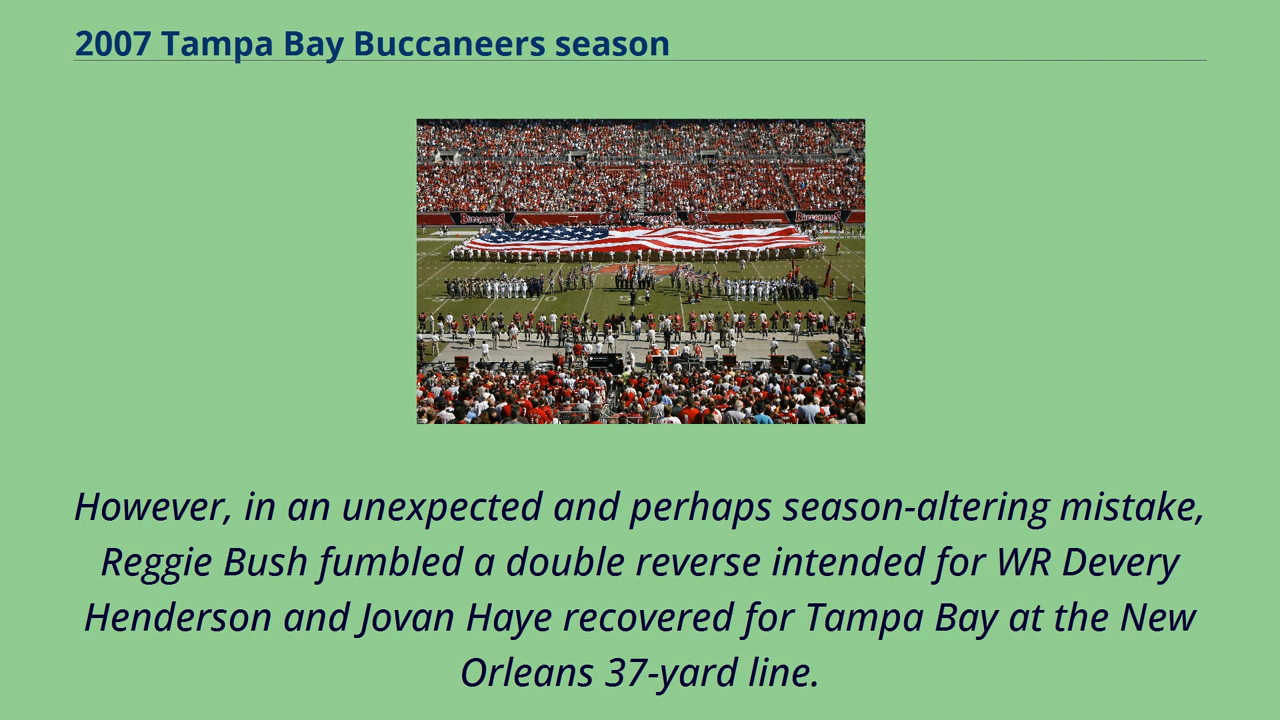 2007 Tampa Bay Buccaneers season
BUCCANEERS
BUCCANEERS
However, in an unexpected and perhaps season-altering mistake,
Reggie Bush fumbled a double reverse intended for WR Devery
Henderson and Jovan Haye recovered for Tampa Bay at the New
Orleans 37-yard line.